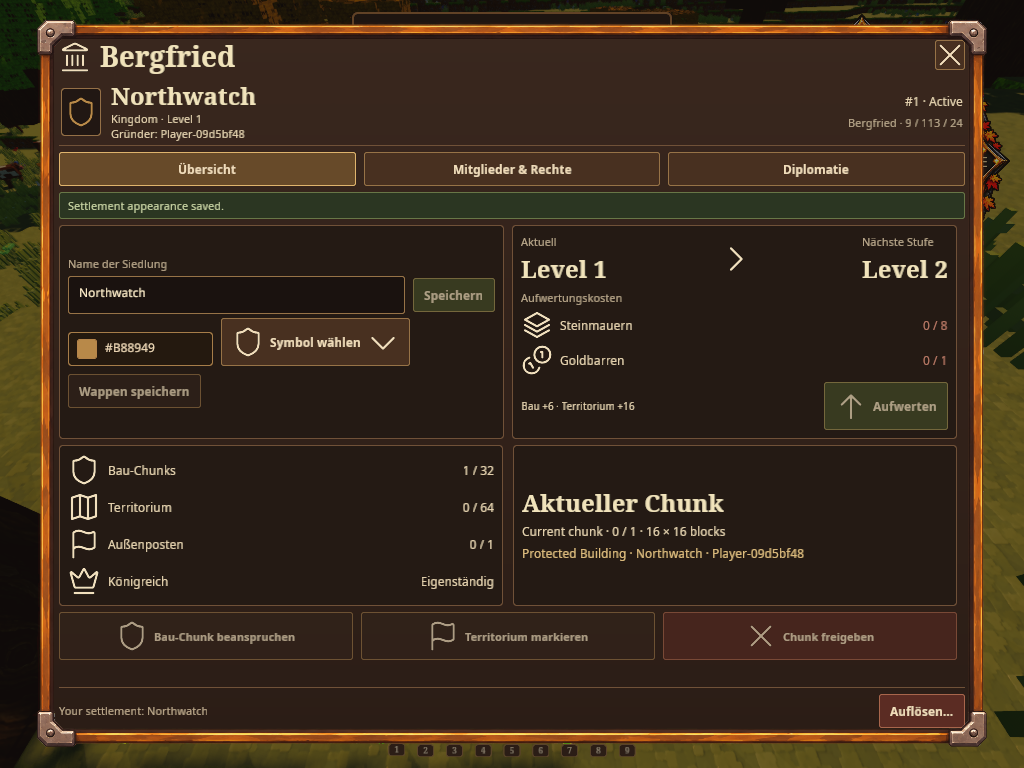 Bergfried
Northwatch
Kingdom · Level 1
Gründer: Player-09d5bf48
#1 · Active
Bergfried · 9 / 113 / 24
Übersicht
Mitglieder & Rechte
Diplomatie
Settlement appearance saved.
Name der Siedlung
Northwatch
Speichern
#B88949
Symbol wählen
Wappen speichern
Aktuell
Nächste Stufe
Level 1
Level 2
Aufwertungskosten
Steinmauern
0 / 8
Goldbarren
0 / 1
Bau +6 · Territorium +16
Aufwerten
Bau-Chunks
1 / 32
Territorium
0 / 64
Außenposten
0 / 1
Königreich
Eigenständig
Aktueller Chunk
Current chunk · 0 / 1 · 16 × 16 blocks
Protected Building · Northwatch · Player-09d5bf48
Bau-Chunk beanspruchen
Territorium markieren
Chunk freigeben
Your settlement: Northwatch
Auflösen...
1 2 3 4 5 6 7 8 9